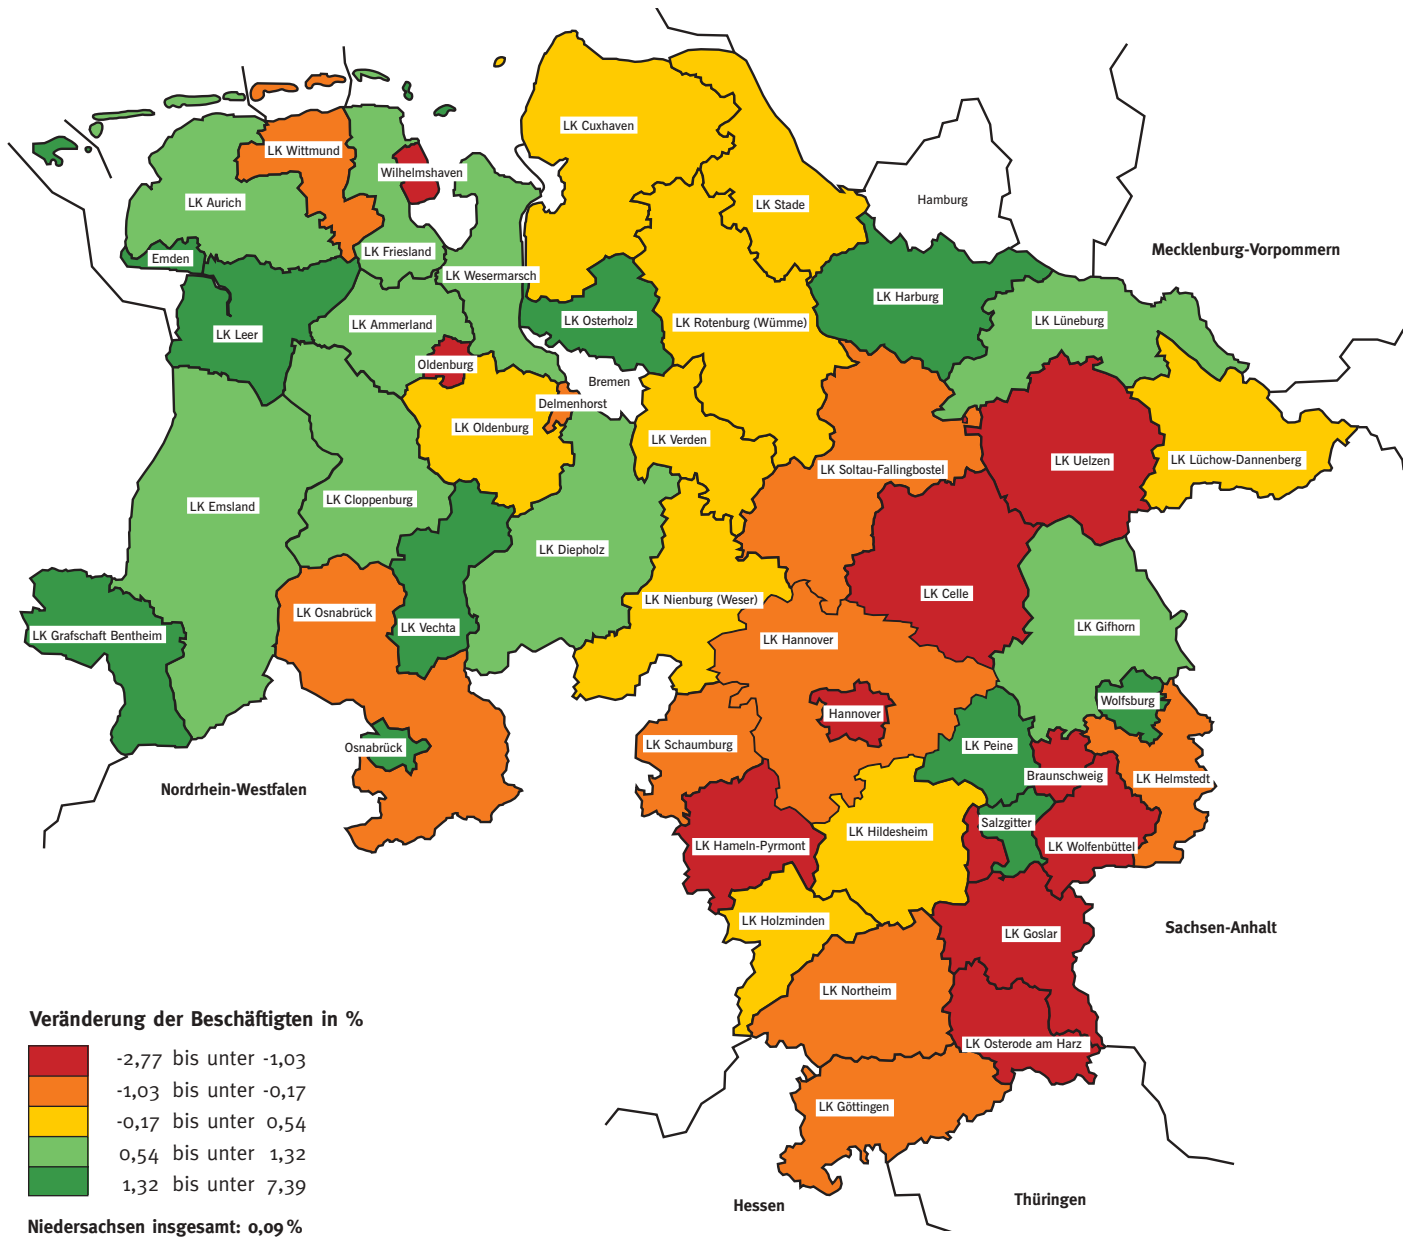 LK Cuxhaven
LK Wittmund
Wilhelmshaven
LK Aurich
LK Stade
Hamburg
LK Friesland
Mecklenburg-Vorpommern
Emden
LK Wesermarsch
LK Harburg
LK Osterholz
LK Rotenburg (Wümme)
LK Lüneburg
LK Ammerland
LK Leer
Oldenburg
Bremen
Delmenhorst
LK Oldenburg
LK Verden
LK Soltau-Fallingbostel
LK Uelzen
LK Lüchow-Dannenberg
LK Cloppenburg
LK Emsland
LK Diepholz
LK Celle
LK Nienburg (Weser)
LK Osnabrück
LK Vechta
LK Gifhorn
LK Grafschaft Bentheim
LK Hannover
Wolfsburg
Hannover
LK Schaumburg
LK Peine
Osnabrück
Braunschweig
LK Helmstedt
Nordrhein-Westfalen
Salzgitter
LK Hildesheim
LK Hameln-Pyrmont
LK Wolfenbüttel
LK Holzminden
Sachsen-Anhalt
LK Goslar
LK Northeim
LK Osterode am Harz
LK Göttingen
Thüringen
Hessen
Veränderung der Beschäftigten in %
-2,77 bis unter -1,03
-1,03 bis unter -0,17
-0,17 bis unter 0,54
0,54 bis unter 1,32
1,32 bis unter 7,39
Niedersachsen insgesamt: 0,09 %